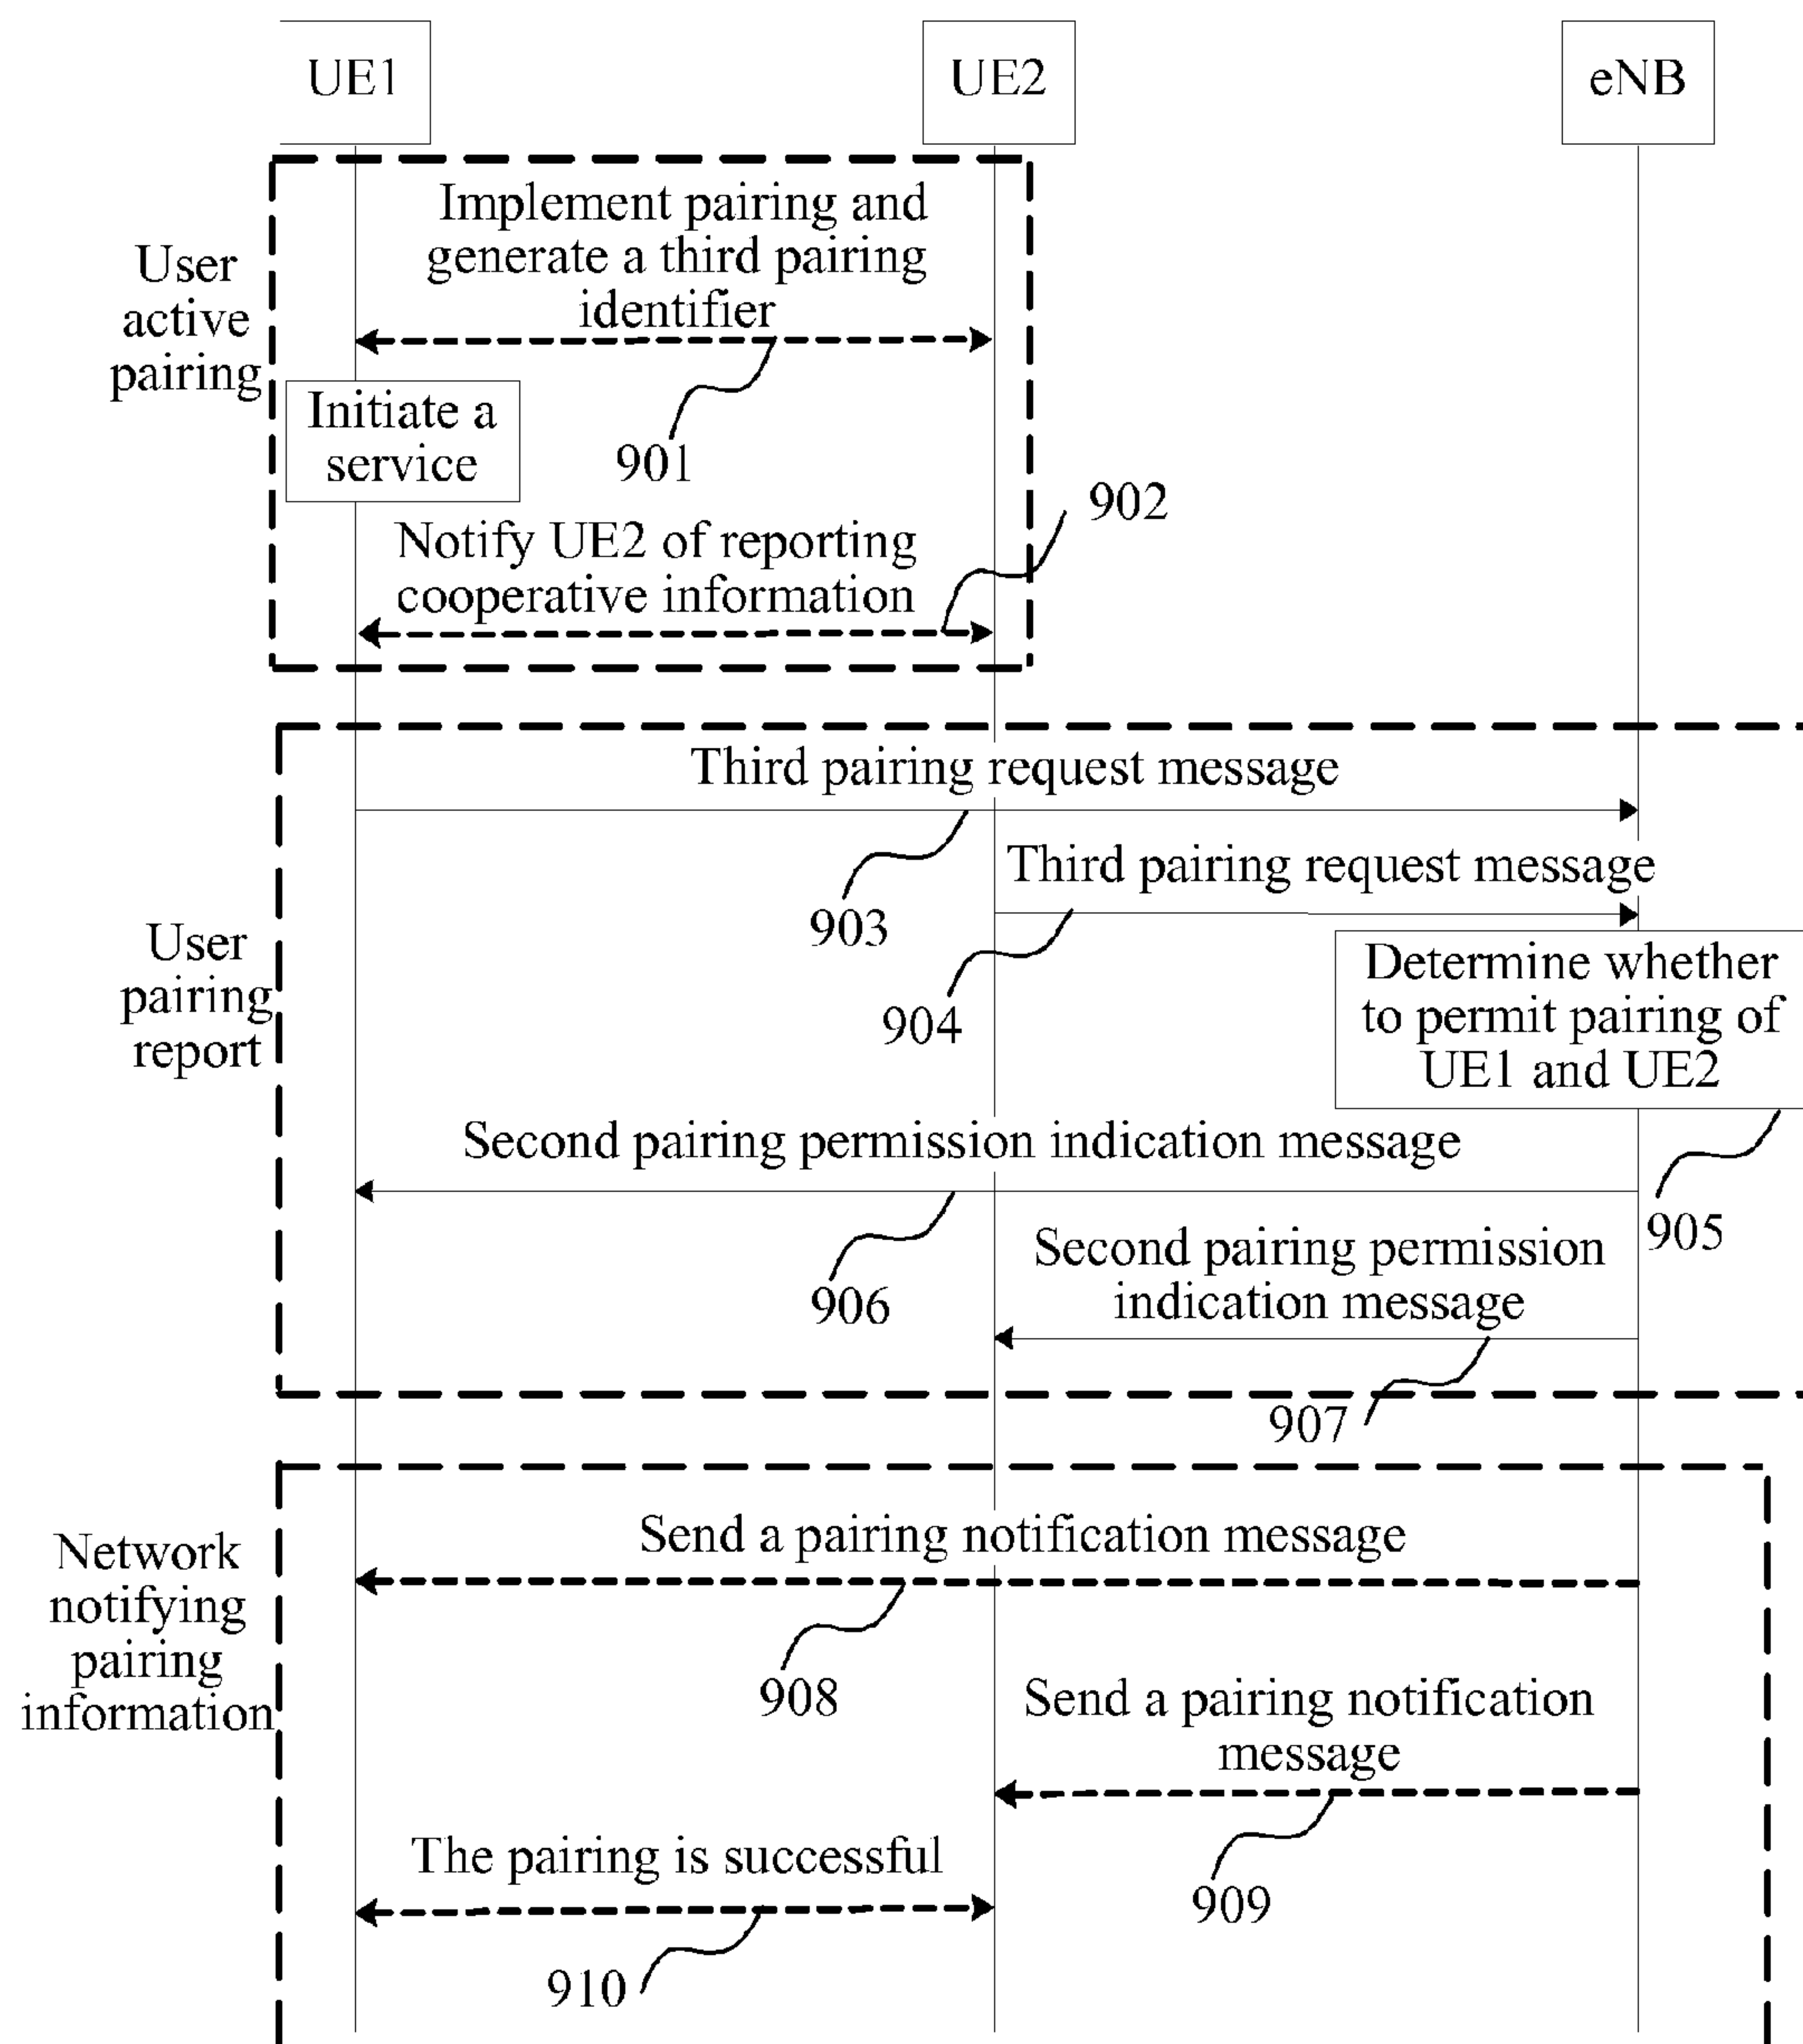 UE1
UE2
eNB
User
active
pairing
Implement pairing and
generate a third pairing
identifier
901
Initiate a
service
902
Notify UE2 of reporting
cooperative information
User
pairing
report
Third pairing request message
903
Third pairing request message
904
Determine whether
to permit pairing of
UE1 and UE2
905
Second pairing permission indication message
906
Second pairing permission
indication message
907
Network
notifying
pairing
information
Send a pairing notification message
908
Send a pairing notification
message
909
The pairing is successful
910